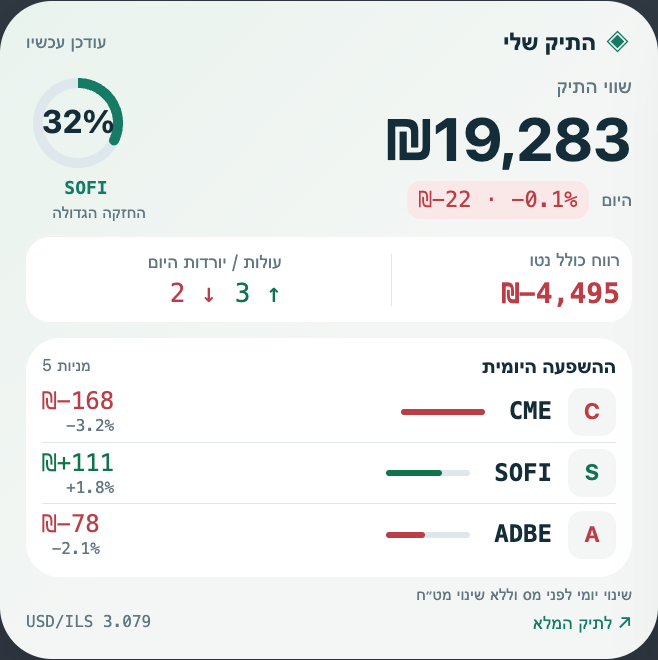 התיק שלי
עודכן עכשיו
שווי התיק
₪19,283
היום
₪−22 · −0.1%
32%
SOFI
החזקה הגדולה
רווח כולל נטו
₪−4,495
עולות / יורדות היום
↑ 3 ↓ 2
ההשפעה היומית
5 מניות
C CME ₪−168
−3.2%
S SOFI ₪+111
+1.8%
A ADBE ₪−78
−2.1%
שינוי יומי לפני מס וללא שינוי מט״ח
↗ לתיק המלא
USD/ILS 3.079